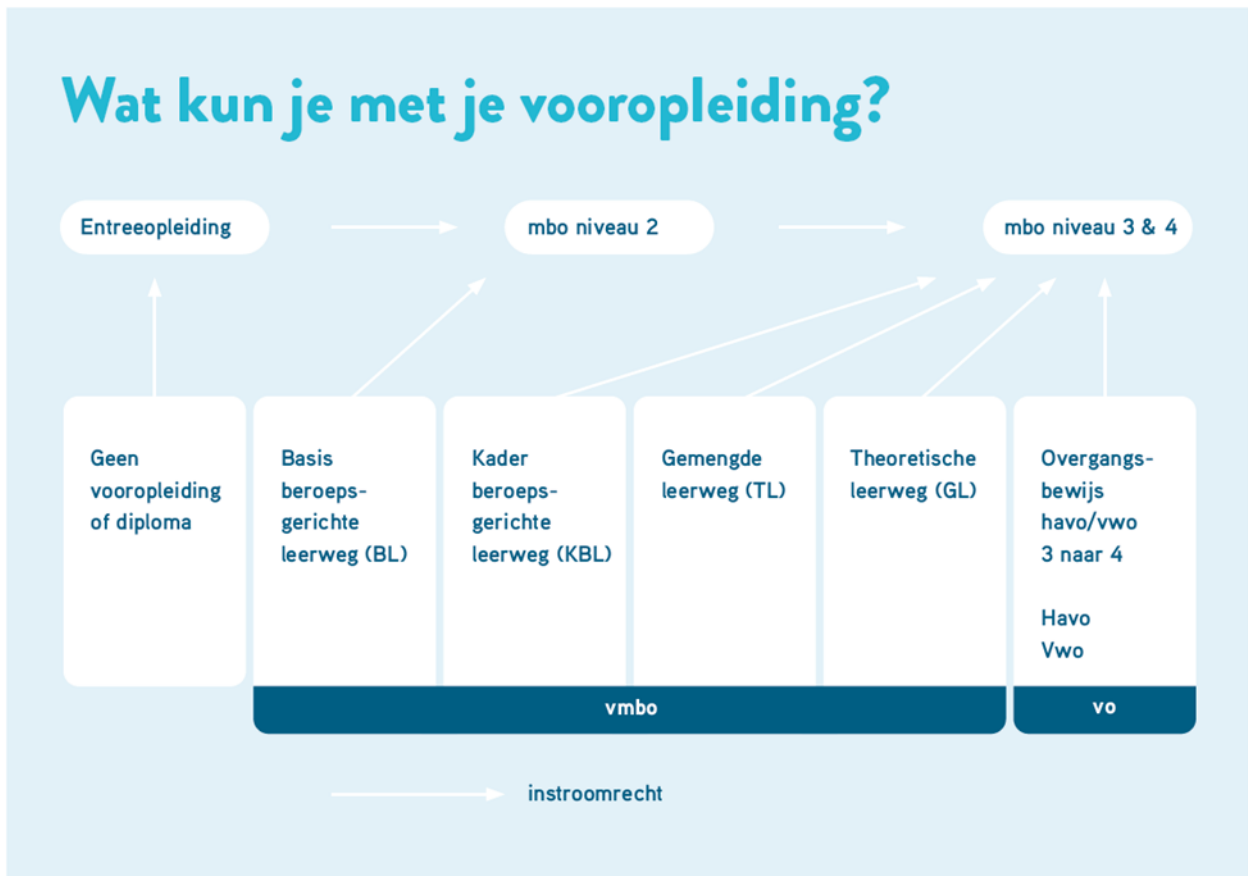 Wat kun je met je vooropleiding?
Entreeopleiding
mbo niveau 2
mbo niveau 3 & 4
Geen
vooropleiding
of diploma
Basis
beroeps-
gerichte
leerweg (BL)
Kader
beroeps-
gerichte
leerweg (KBL)
Gemengde
leerweg (TL)
Theoretische
leerweg (GL)
Overgangs-
bewijs
havo/vwo
3 naar 4
Havo
Vwo
vmbo
vo
instroomrecht